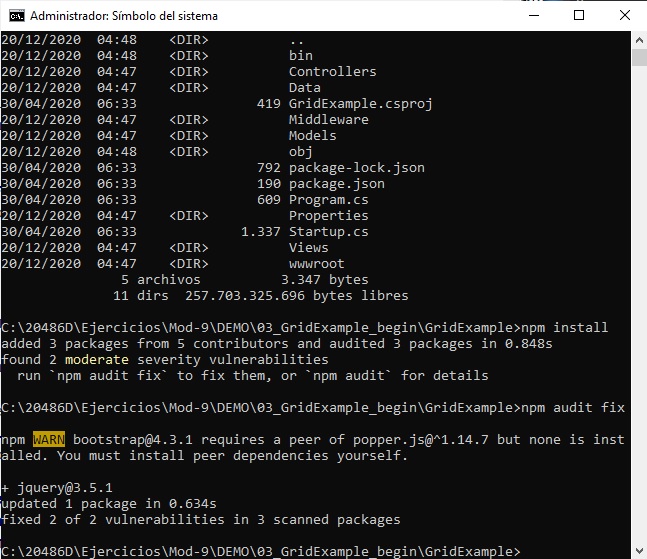 Administrador: Símbolo del sistema
20/12/2020  04:48    <DIR>          ..
20/12/2020  04:48    <DIR>          bin
20/12/2020  04:47    <DIR>          Controllers
20/12/2020  04:47    <DIR>          Data
30/04/2020  06:33               419 GridExample.csproj
20/12/2020  04:47    <DIR>          Middleware
20/12/2020  04:47    <DIR>          Models
20/12/2020  04:48    <DIR>          obj
30/04/2020  06:33               792 package-lock.json
30/04/2020  06:33               190 package.json
30/04/2020  06:33               609 Program.cs
20/12/2020  04:47    <DIR>          Properties
30/04/2020  06:33             1.337 Startup.cs
20/12/2020  04:47    <DIR>          Views
20/12/2020  04:47    <DIR>          wwwroot
5 archivos          3.347 bytes
11 dirs  257.703.325.696 bytes libres
C:\20486D\Ejercicios\Mod-9\DEMO\03_GridExample_begin\GridExample>npm install
added 3 packages from 5 contributors and audited 3 packages in 0.848s
found 2 moderate severity vulnerabilities
run `npm audit fix` to fix them, or `npm audit` for details
C:\20486D\Ejercicios\Mod-9\DEMO\03_GridExample_begin\GridExample>npm audit fix
npm WARN bootstrap@4.3.1 requires a peer of popper.js@^1.14.7 but none is inst
alled. You must install peer dependencies yourself.
+ jquery@3.5.1
updated 1 package in 0.634s
fixed 2 of 2 vulnerabilities in 3 scanned packages
C:\20486D\Ejercicios\Mod-9\DEMO\03_GridExample_begin\GridExample>